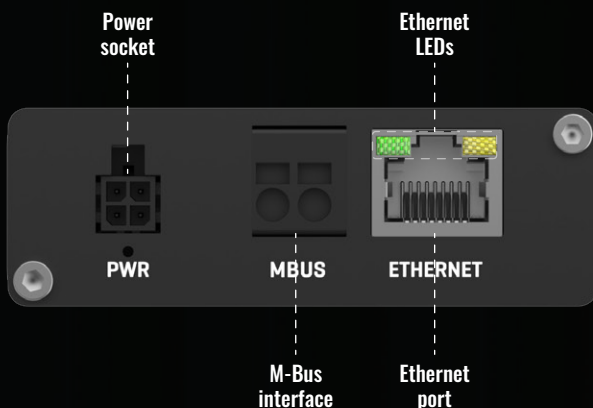 Power
socket
Ethernet
LEDs
PWR
MBUS
ETHERNET
M-Bus
interface
Ethernet
port